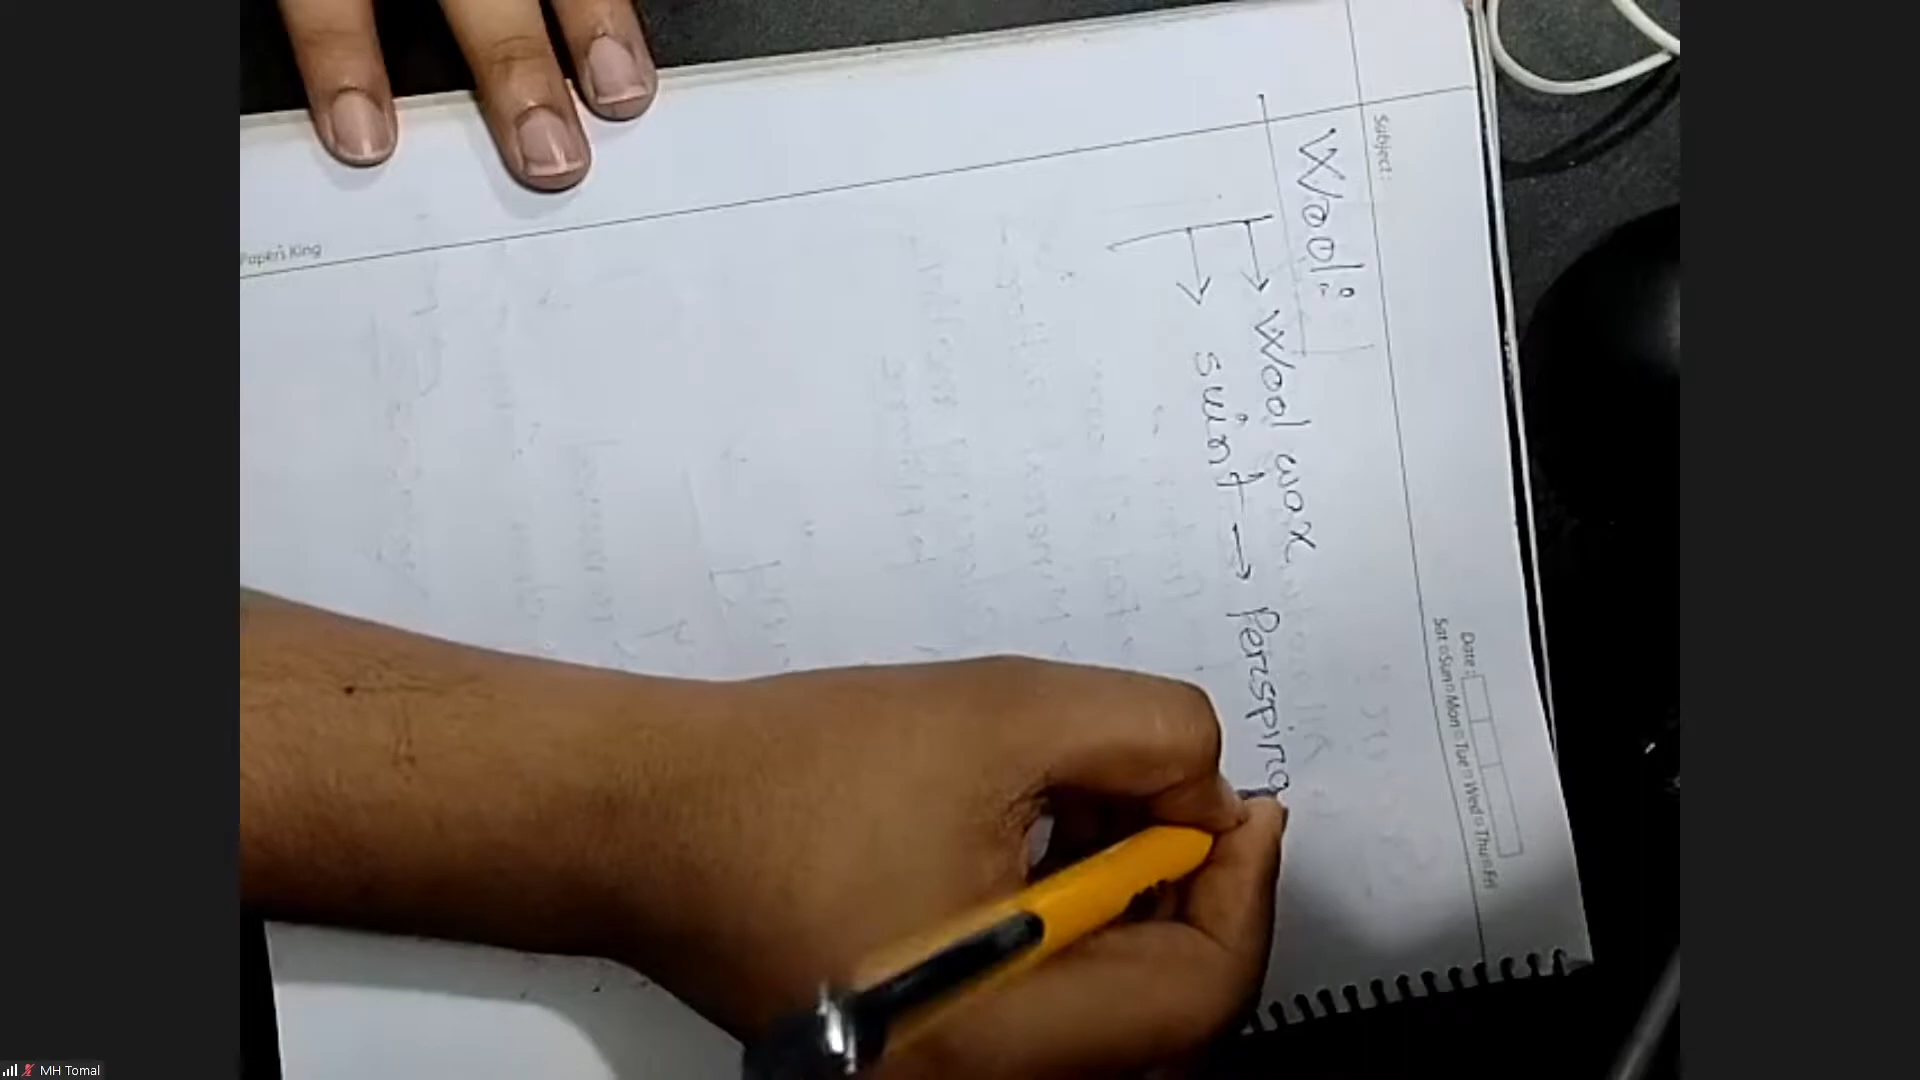 Subject :
Date :
Sat Sun Mon Tue Wed Thu Fri
Wool:
→ Wool wax
→ suint → Perspira
Paper's King
MH Tomal